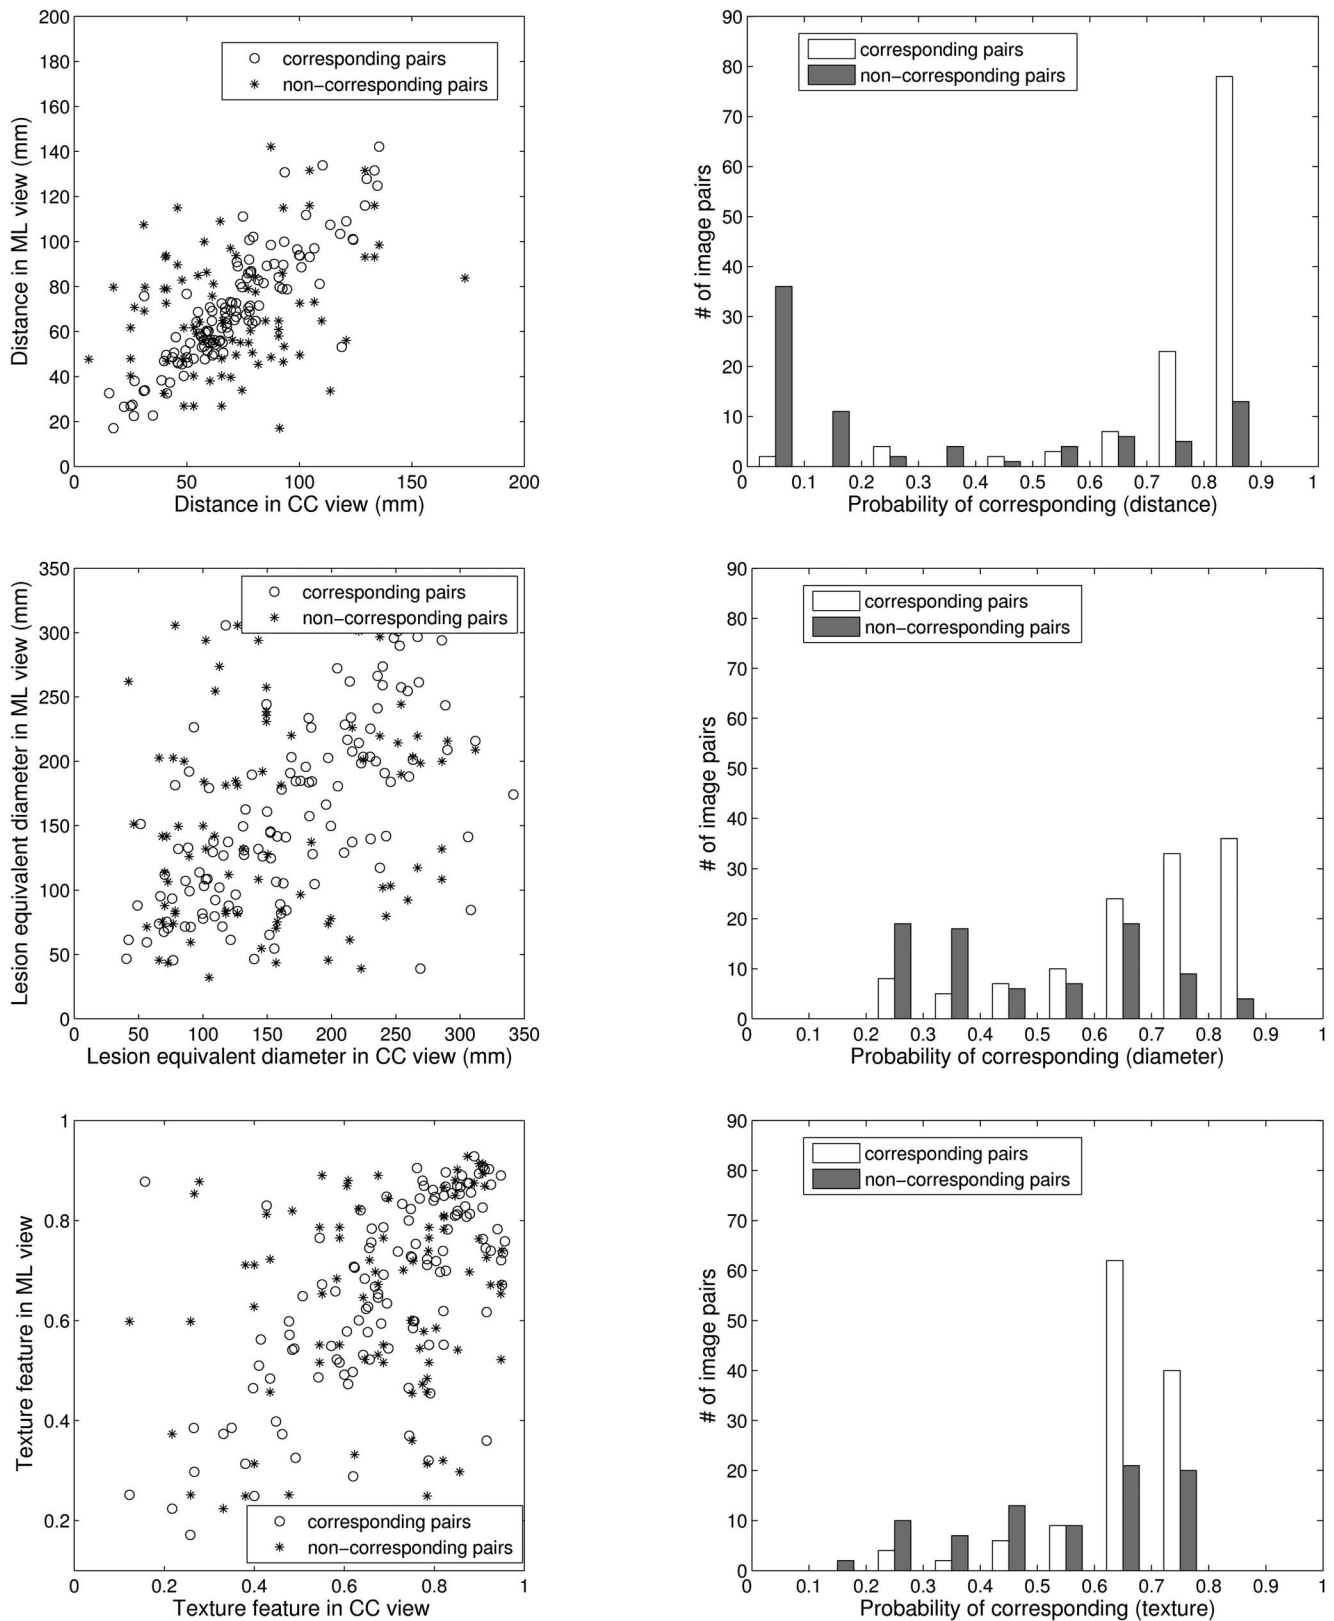 200
180
160
140
120
100
80
60
40
20
0
Distance in ML view (mm)
corresponding pairs
non−corresponding pairs
0 50 100 150 200
Distance in CC view (mm)
90
80
70
60
50
40
30
20
10
0
# of image pairs
corresponding pairs
non−corresponding pairs
0 0.1 0.2 0.3 0.4 0.5 0.6 0.7 0.8 0.9 1
Probability of corresponding (distance)
350
300
250
200
150
100
50
0
Lesion equivalent diameter in ML view (mm)
corresponding pairs
non−corresponding pairs
0 50 100 150 200 250 300 350
Lesion equivalent diameter in CC view (mm)
90
80
70
60
50
40
30
20
10
0
# of image pairs
corresponding pairs
non−corresponding pairs
0 0.1 0.2 0.3 0.4 0.5 0.6 0.7 0.8 0.9 1
Probability of corresponding (diameter)
1
0.8
0.6
0.4
0.2
Texture feature in ML view
corresponding pairs
non−corresponding pairs
0 0.2 0.4 0.6 0.8 1
Texture feature in CC view
90
80
70
60
50
40
30
20
10
0
# of image pairs
corresponding pairs
non−corresponding pairs
0 0.1 0.2 0.3 0.4 0.5 0.6 0.7 0.8 0.9 1
Probability of corresponding (texture)